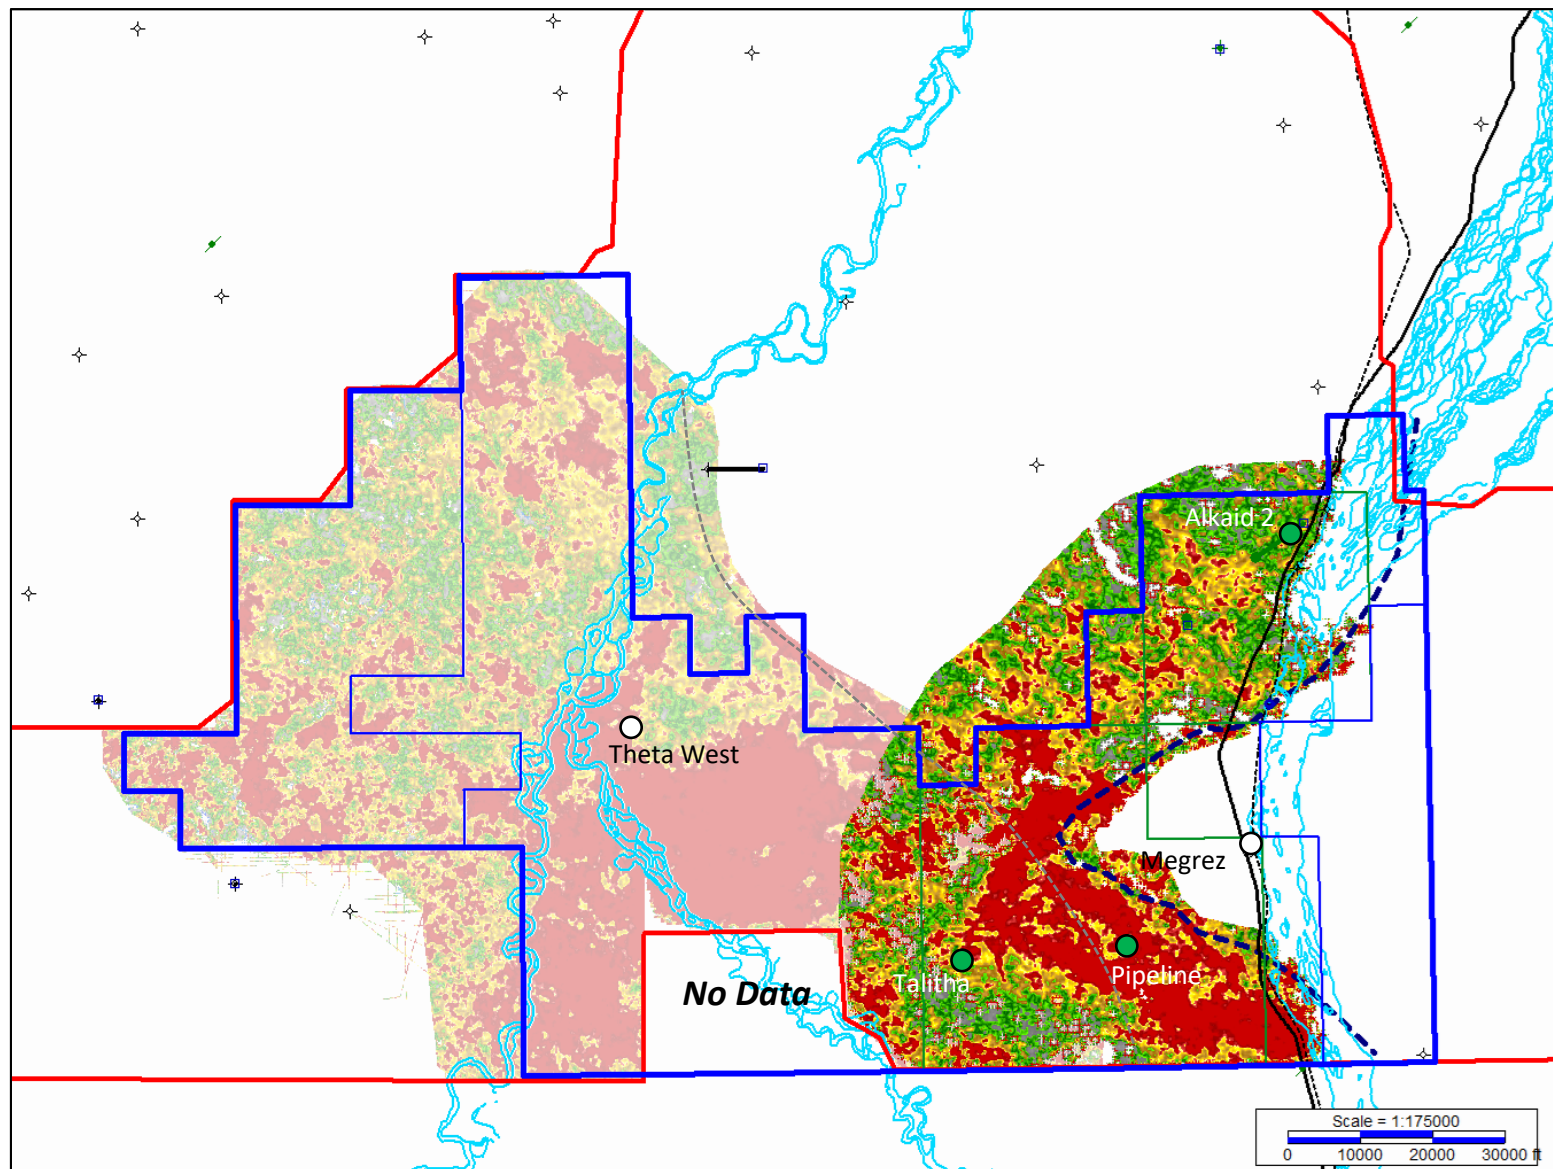 Alkaid 2
Theta West
Megrez
Talitha
Pipeline
No Data
Scale = 1:175000
0 10000 20000 30000 ft